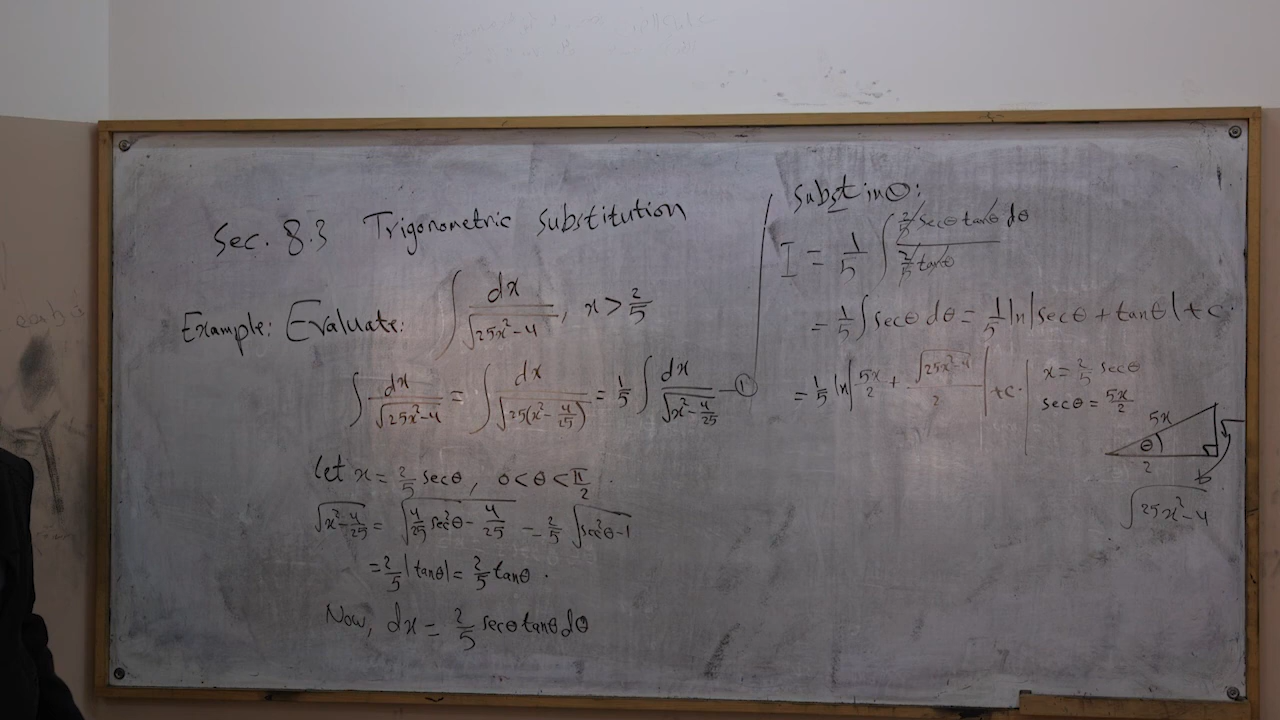 Sec. 8.3 Trigonometric substitution
Example: Evaluate: ∫ dx/√(25x²-4), x > 2/5
∫ dx/√(25x²-4) = ∫ dx/√(25(x²-4/25)) = 1/5 ∫ dx/√(x²-4/25) — ①
let x = 2/5 secθ, 0<θ<π/2.
√(x²-4/25) = √(4/25 sec²θ - 4/25) = 2/5 √(sec²θ-1)
= 2/5 |tanθ| = 2/5 tanθ.
Now, dx = 2/5 secθ tanθ dθ
Subst in ①:
I = 1/5 ∫ (2/5 secθ tanθ dθ)/(2/5 tanθ)
= 1/5 ∫ secθ dθ = 1/5 ln|secθ + tanθ| + c.
= 1/5 ln|5x/2 + √(25x²-4)/2| + c.
x = 2/5 secθ
secθ = 5x/2
5x
θ
2
√(25x²-4)